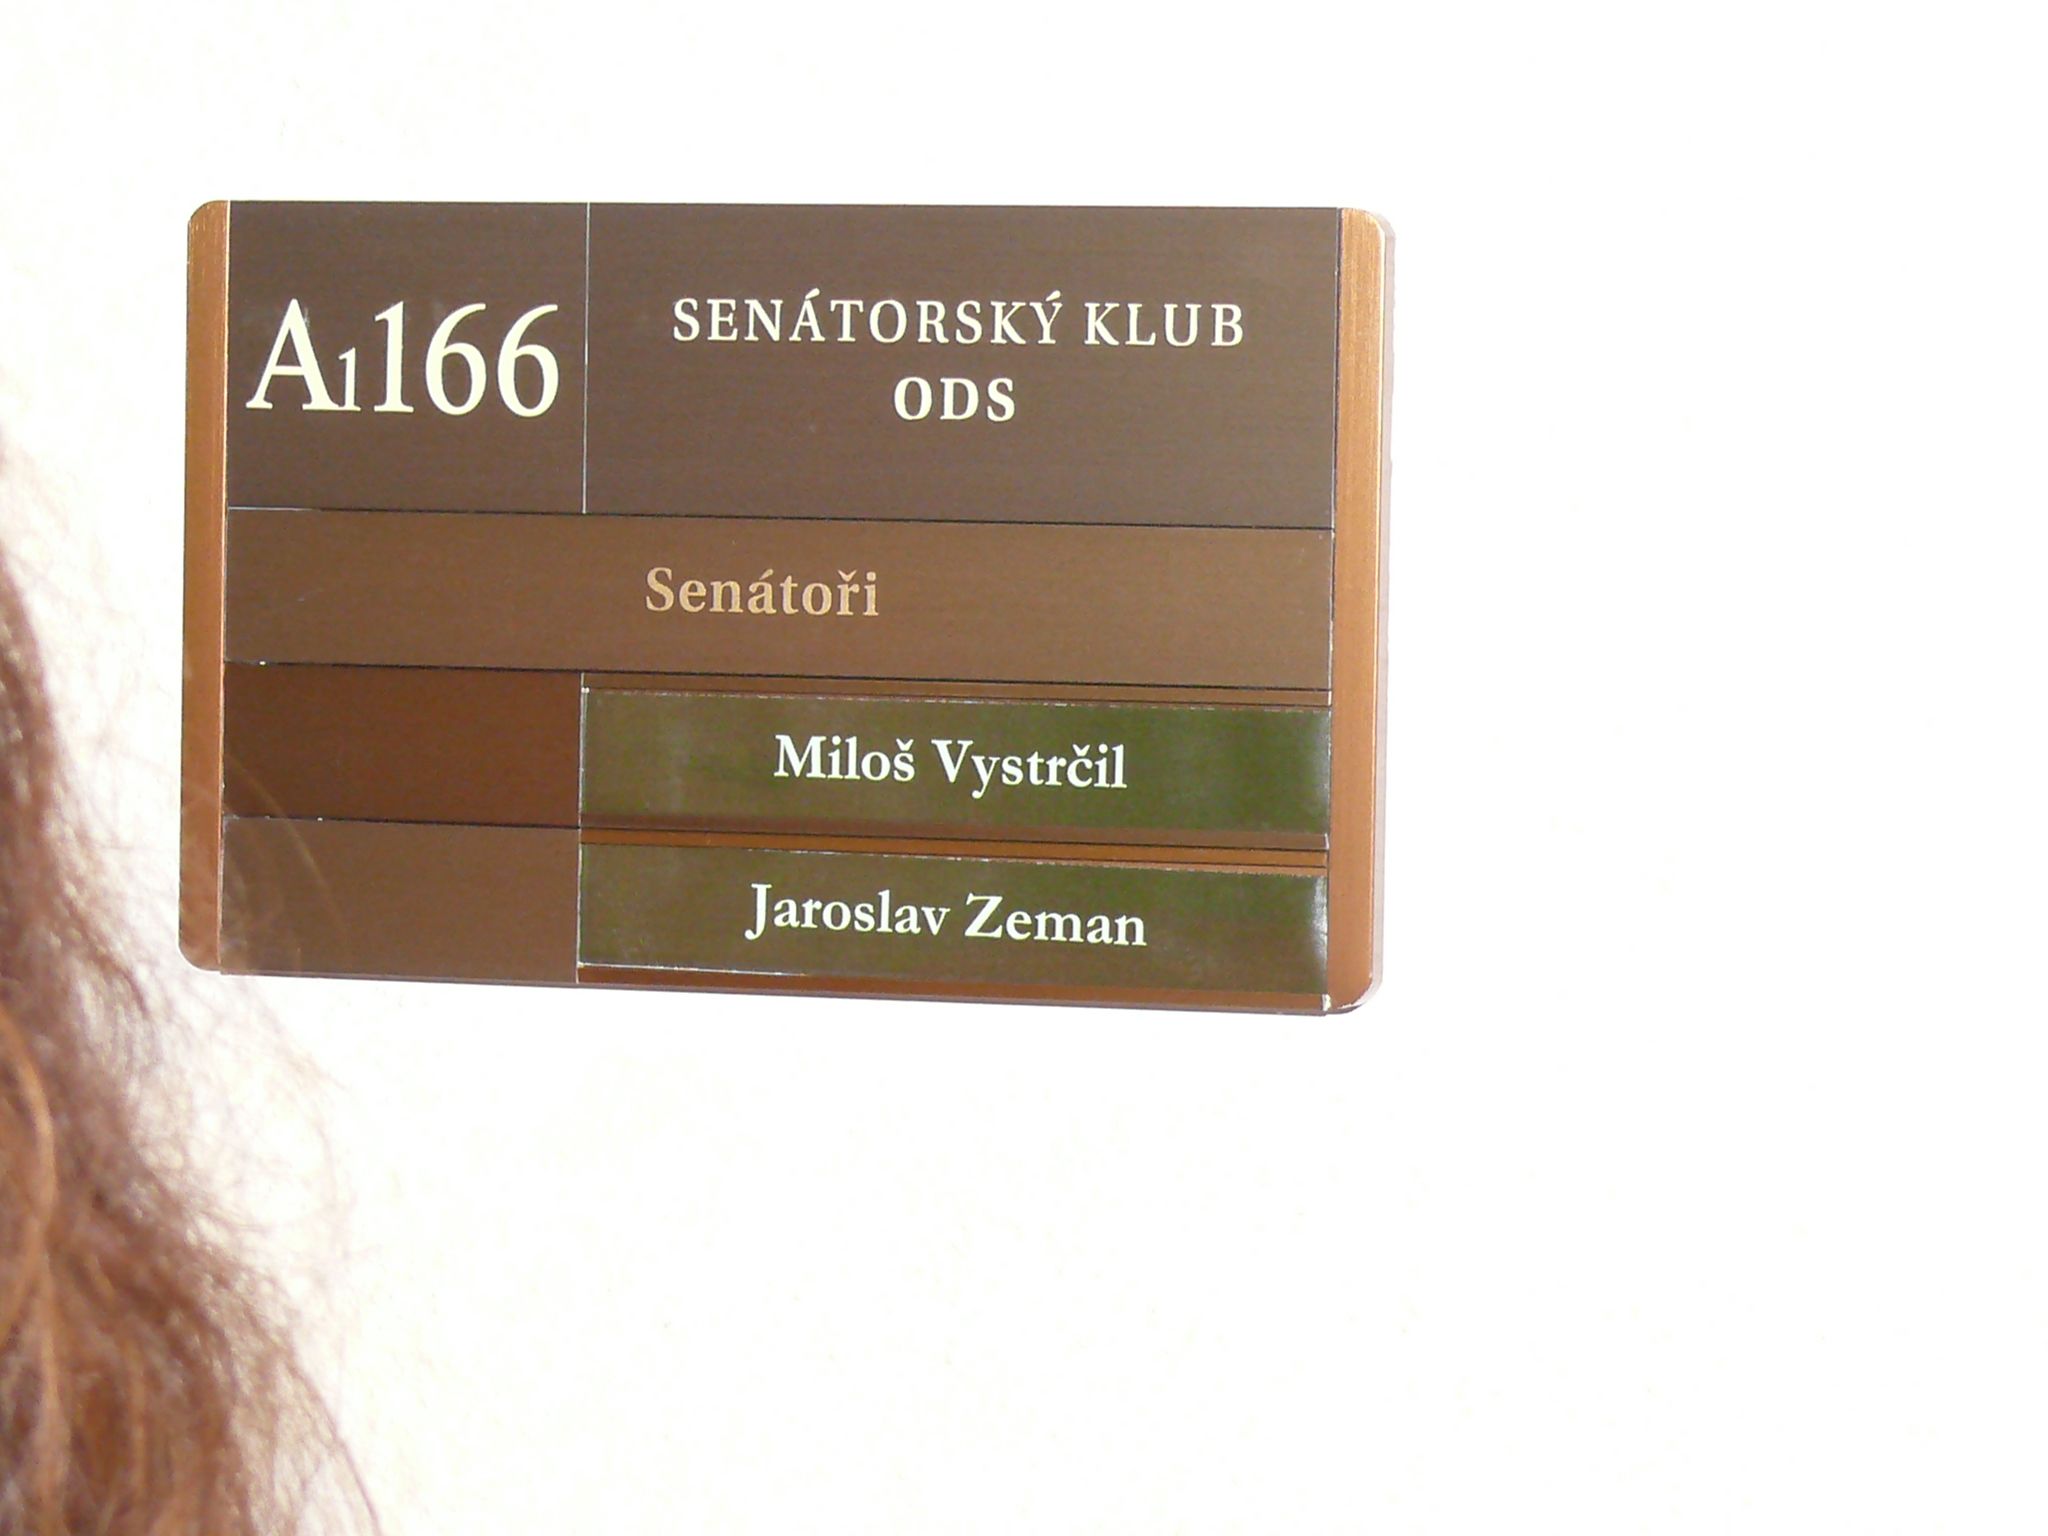 A1166
SENÁTORSKÝ KLUB
ODS
Senátoři
Miloš Vystrčil
Jaroslav Zeman